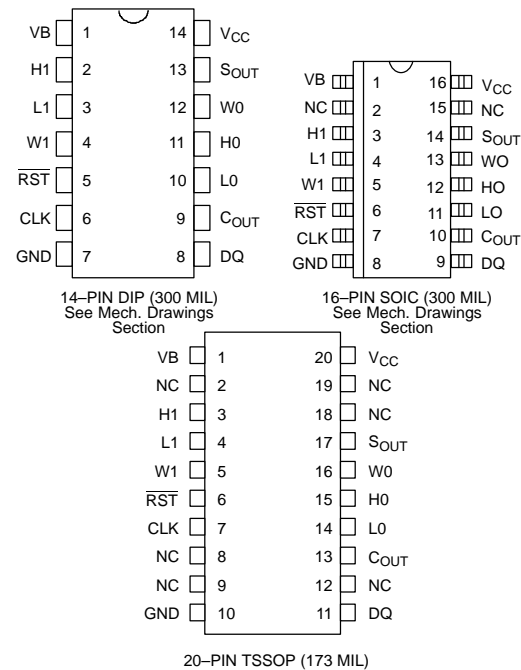 VB 1 14 VCC
H1 2 13 SOUT
L1 3 12 W0
W1 4 11 H0
RST 5 10 L0
CLK 6 9 COUT
GND 7 8 DQ
14–PIN DIP (300 MIL)
See Mech. Drawings
Section
VB 1 16 VCC
NC 2 15 NC
H1 3 14 SOUT
L1 4 13 WO
W1 5 12 HO
RST 6 11 LO
CLK 7 10 COUT
GND 8 9 DQ
16–PIN SOIC (300 MIL)
See Mech. Drawings
Section
VB 1 20 VCC
NC 2 19 NC
H1 3 18 NC
L1 4 17 SOUT
W1 5 16 W0
RST 6 15 H0
CLK 7 14 L0
NC 8 13 COUT
NC 9 12 NC
GND 10 11 DQ
20–PIN TSSOP (173 MIL)